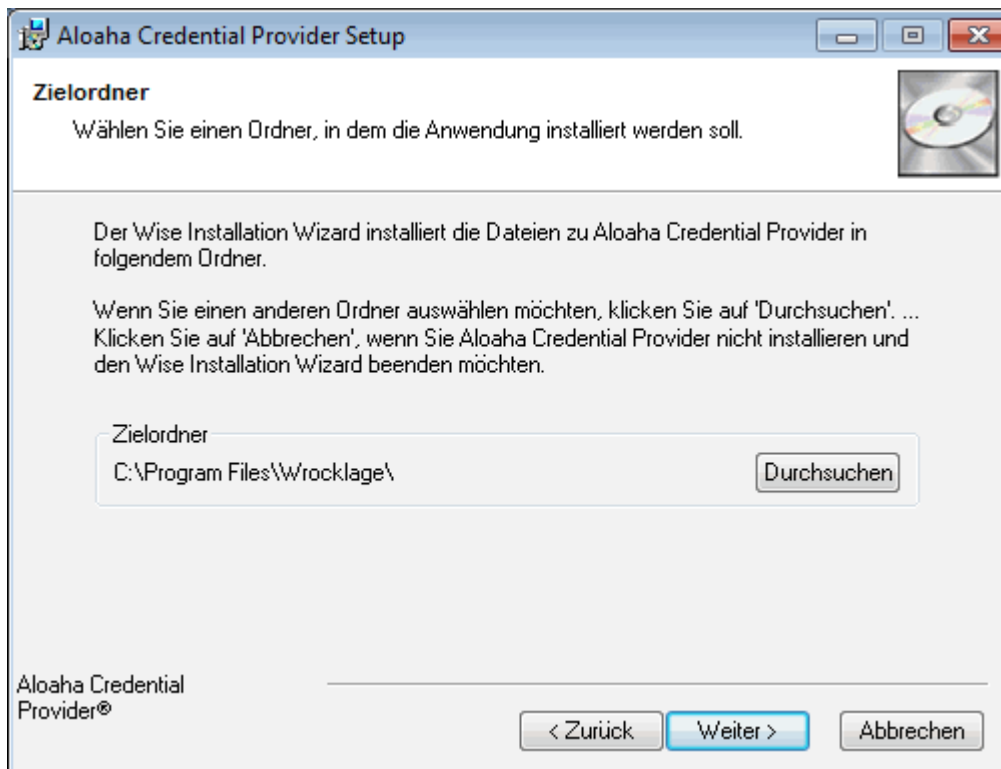 Aloaha Credential Provider Setup
Zielordner
Wählen Sie einen Ordner, in dem die Anwendung installiert werden soll.
Der Wise Installation Wizard installiert die Dateien zu Aloaha Credential Provider in
folgendem Ordner.
Wenn Sie einen anderen Ordner auswählen möchten, klicken Sie auf 'Durchsuchen'. ...
Klicken Sie auf 'Abbrechen', wenn Sie Aloaha Credential Provider nicht installieren und
den Wise Installation Wizard beenden möchten.
Zielordner
C:\Program Files\Wrocklage\
Durchsuchen
Aloaha Credential
Provider®
< Zurück
Weiter >
Abbrechen